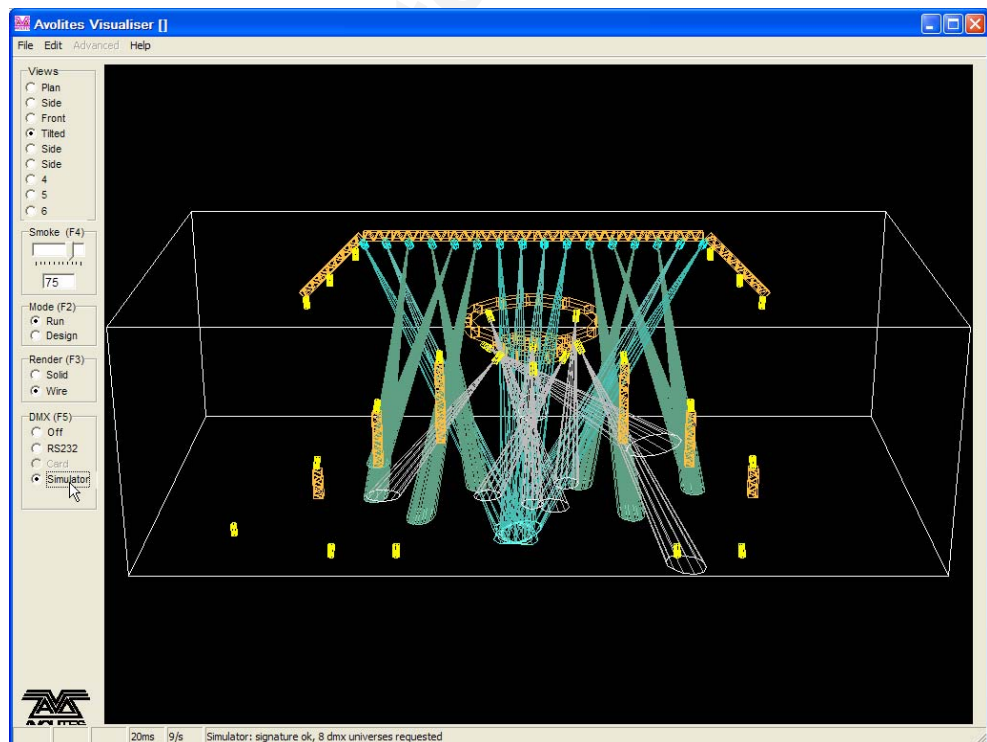 Avolites Visualiser []
File Edit Advanced Help
Views
Plan
Side
Front
Tilted
Side
Side
4
5
6
Smoke (F4)
75
Mode (F2)
Run
Design
Render (F3)
Solid
Wire
DMX (F5)
Off
RS232
Card
Simulator
AVOLITES
20ms 9/s Simulator: signature ok, 8 dmx universes requested